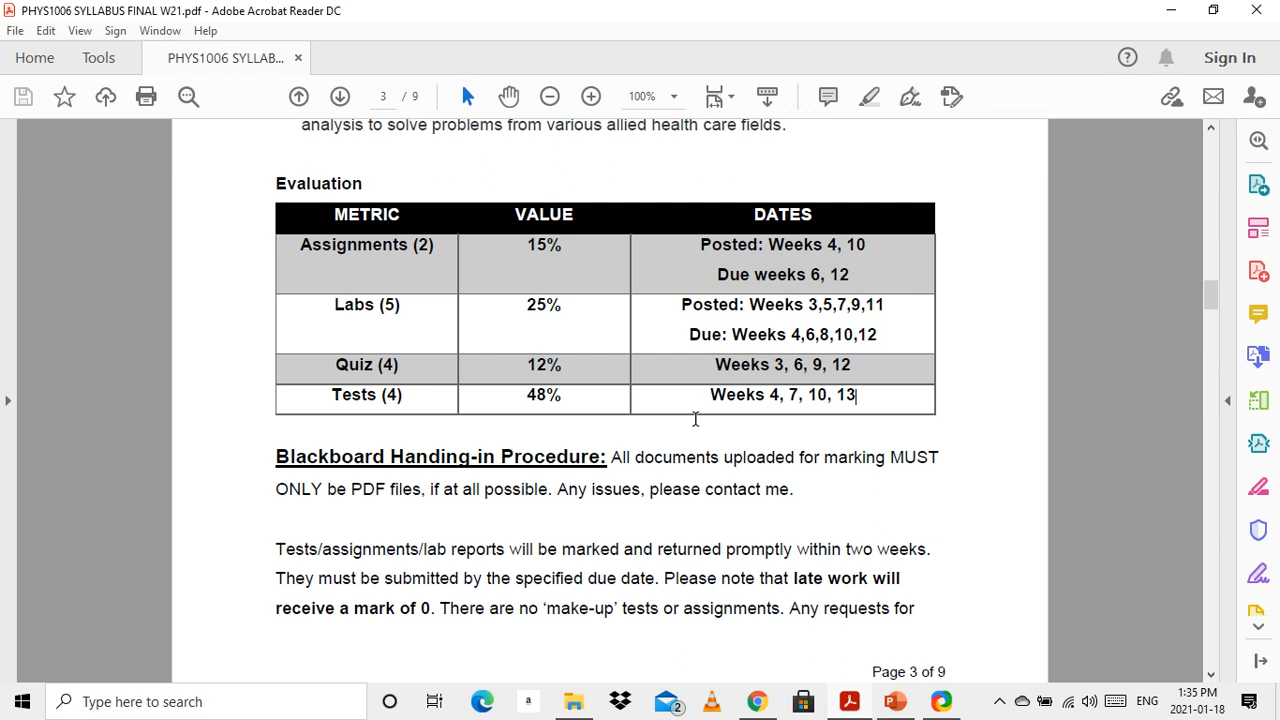 PHYS1006 SYLLABUS FINAL W21.pdf - Adobe Acrobat Reader DC
File Edit View Sign Window Help
Home Tools PHYS1006 SYLLAB... × Sign In
3 / 9 100%
analysis to solve problems from various allied health care fields.
Evaluation
METRIC VALUE DATES
Assignments (2) 15% Posted: Weeks 4, 10
Due weeks 6, 12
Labs (5) 25% Posted: Weeks 3,5,7,9,11
Due: Weeks 4,6,8,10,12
Quiz (4) 12% Weeks 3, 6, 9, 12
Tests (4) 48% Weeks 4, 7, 10, 13
Blackboard Handing-in Procedure: All documents uploaded for marking MUST
ONLY be PDF files, if at all possible. Any issues, please contact me.
Tests/assignments/lab reports will be marked and returned promptly within two weeks.
They must be submitted by the specified due date. Please note that late work will
receive a mark of 0. There are no ‘make-up’ tests or assignments. Any requests for
Page 3 of 9
Type here to search a 2 ENG 1:35 PM
2021-01-18